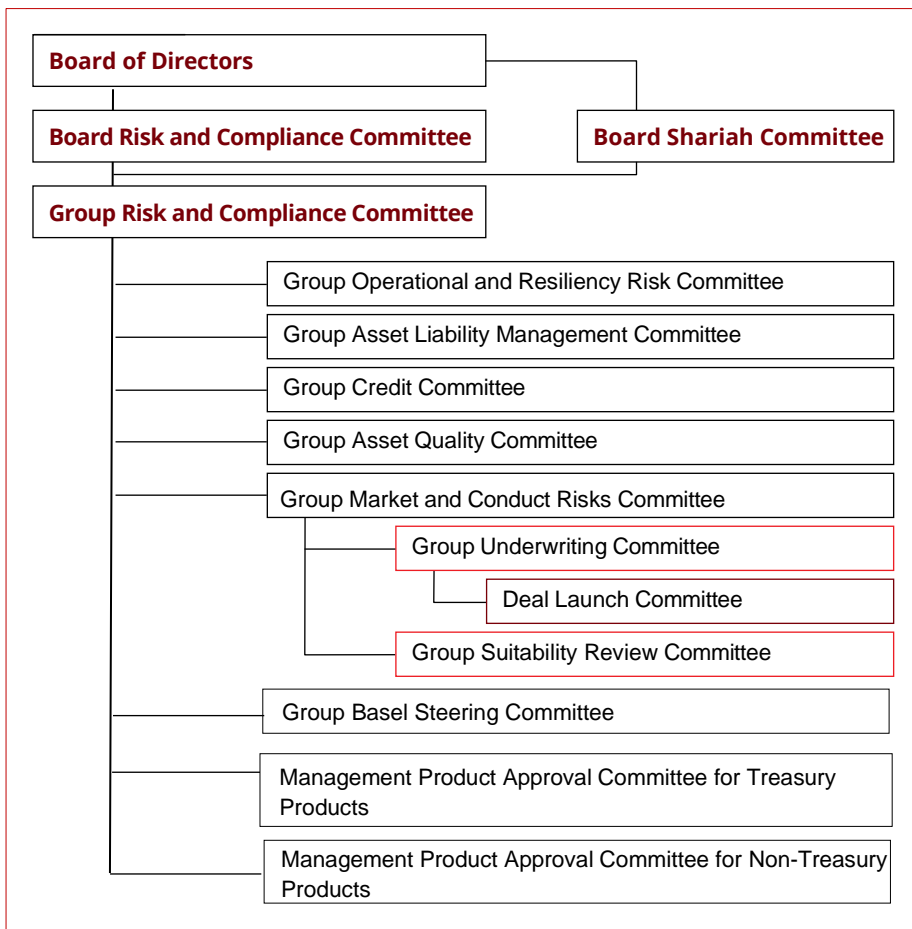 Board of Directors
Board Risk and Compliance Committee
Board Shariah Committee
Group Risk and Compliance Committee
Group Operational and Resiliency Risk Committee
Group Asset Liability Management Committee
Group Credit Committee
Group Asset Quality Committee
Group Market and Conduct Risks Committee
Group Underwriting Committee
Deal Launch Committee
Group Suitability Review Committee
Group Basel Steering Committee
Management Product Approval Committee for Treasury
Products
Management Product Approval Committee for Non-Treasury
Products